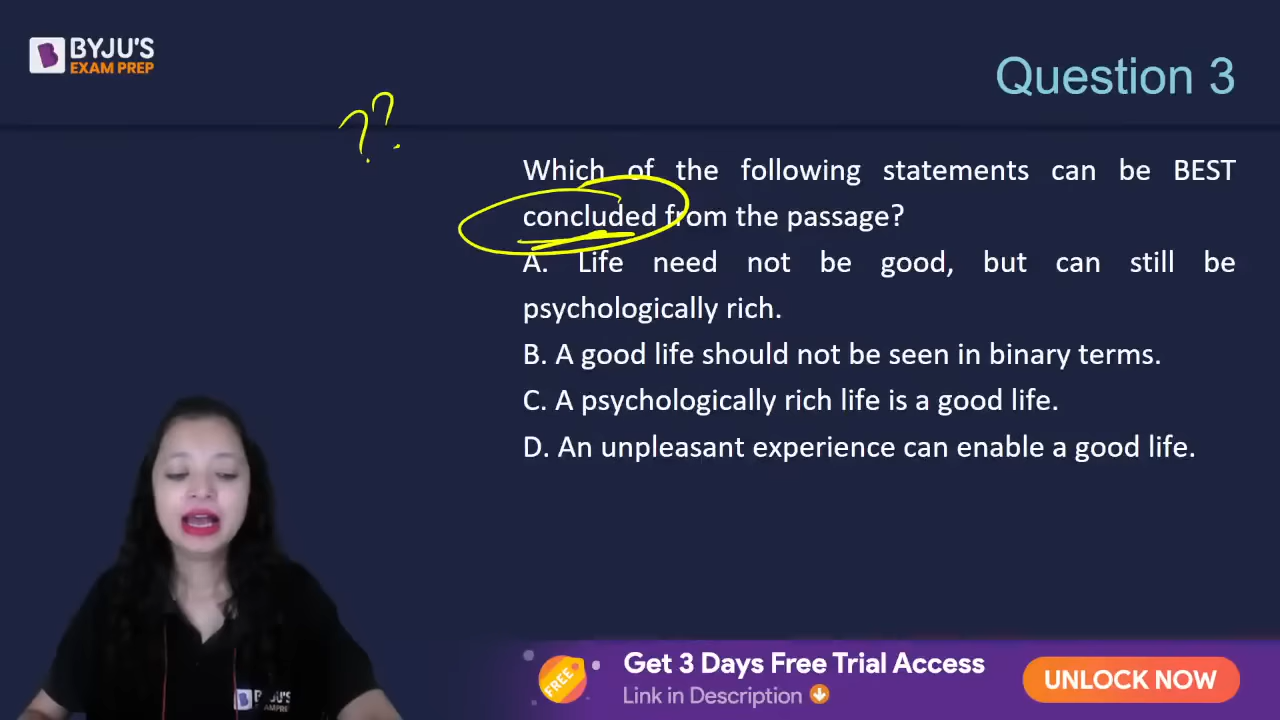 BYJU'S
EXAM PREP
Question 3
??
Which of the following statements can be BEST
concluded from the passage?
A. Life need not be good, but can still be
psychologically rich.
B. A good life should not be seen in binary terms.
C. A psychologically rich life is a good life.
D. An unpleasant experience can enable a good life.
FREE
Get 3 Days Free Trial Access
Link in Description
UNLOCK NOW